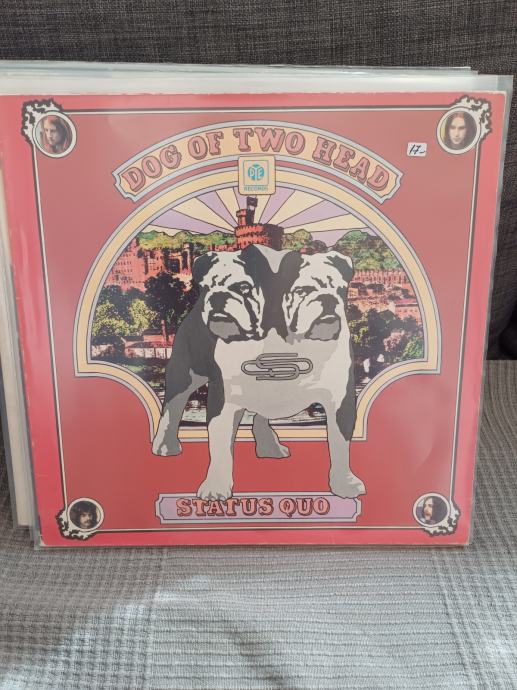 DOG OF TWO HEAD
17-
PYE
RECORDS
STATUS QUO